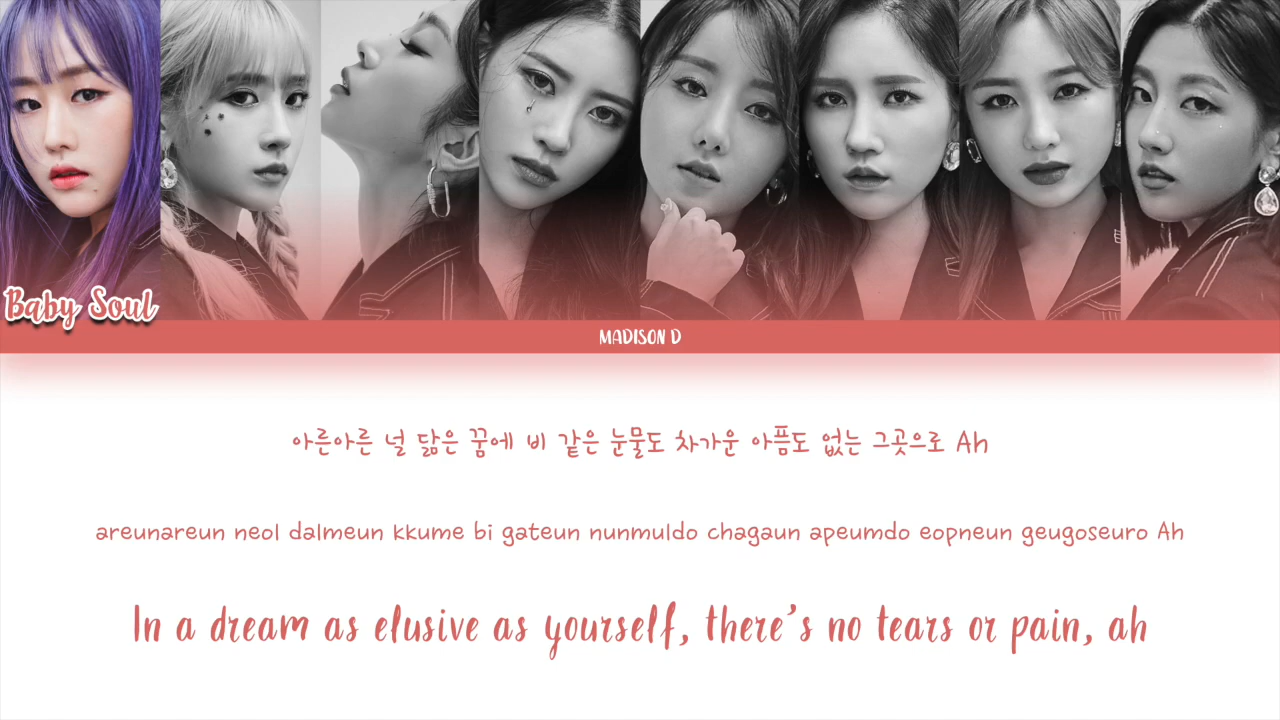 Baby Soul
MADISON D
아른아른 널 닮은 꿈에 비 같은 눈물도 차가운 아픔도 없는 그곳으로 Ah
areunareun neol dalmeun kkume bi gateun nunmuldo chagaun apeumdo eopneun geugoseuro Ah
In a dream as elusive as yourself, there's no tears or pain, ah